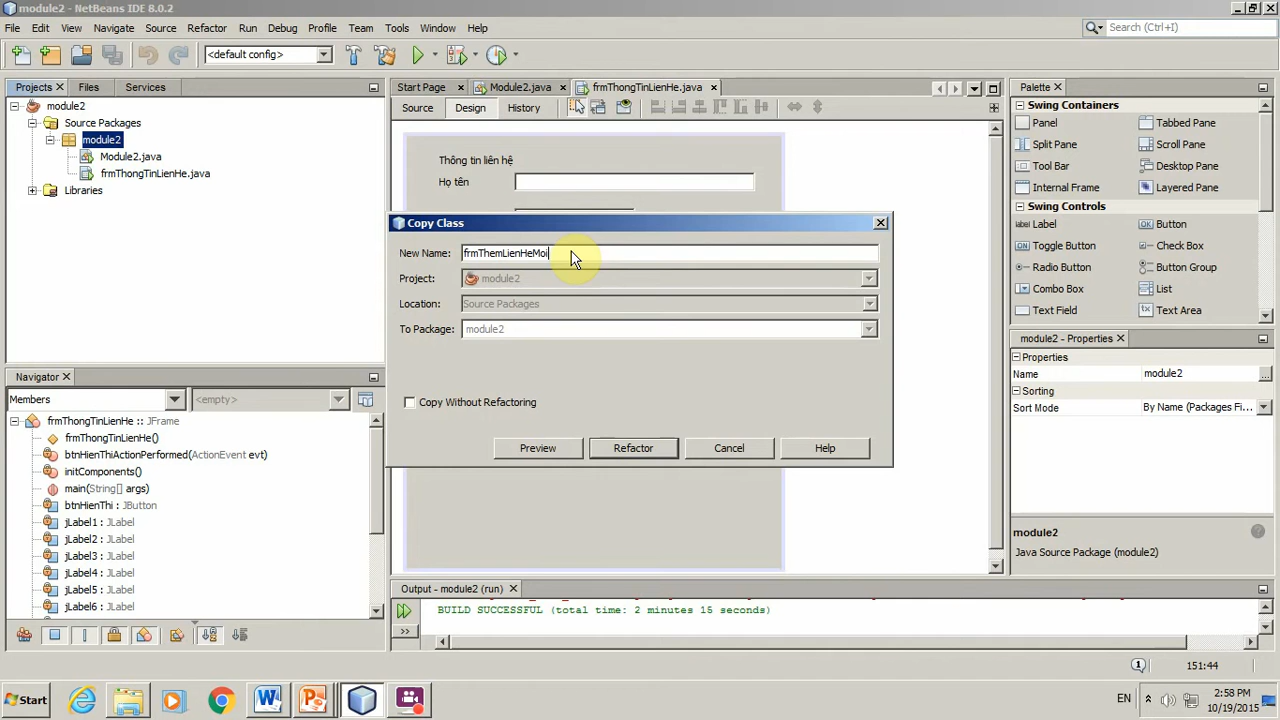 module2 - NetBeans IDE 8.0.2
File Edit View Navigate Source Refactor Run Debug Profile Team Tools Window Help
Search (Ctrl+I)
<default config>
Projects Files Services
Start Page Module2.java frmThongTinLienHe.java
Palette
module2
Source Packages
module2
Module2.java
frmThongTinLienHe.java
Libraries
Source Design History
Thông tin liên hệ
Họ tên
Swing Containers
Panel Tabbed Pane
Split Pane Scroll Pane
Tool Bar Desktop Pane
Internal Frame Layered Pane
Swing Controls
Label Button
Toggle Button Check Box
Radio Button Button Group
Combo Box List
Text Field Text Area
Copy Class
New Name: frmThemLienHeMoi
Project: module2
Location: Source Packages
To Package: module2
Copy Without Refactoring
Preview Refactor Cancel Help
module2 - Properties
Properties
Name module2
Sorting
Sort Mode By Name (Packages Fi...
module2
Java Source Package (module2)
Navigator
Members <empty>
frmThongTinLienHe :: JFrame
frmThongTinLienHe()
btnHienThiActionPerformed(ActionEvent evt)
initComponents()
main(String[] args)
btnHienThi : JButton
jLabel1 : JLabel
jLabel2 : JLabel
jLabel3 : JLabel
jLabel4 : JLabel
jLabel5 : JLabel
jLabel6 : JLabel
Output - module2 (run)
BUILD SUCCESSFUL (total time: 2 minutes 15 seconds)
1 151:44
Start
EN
2:58 PM
10/19/2015